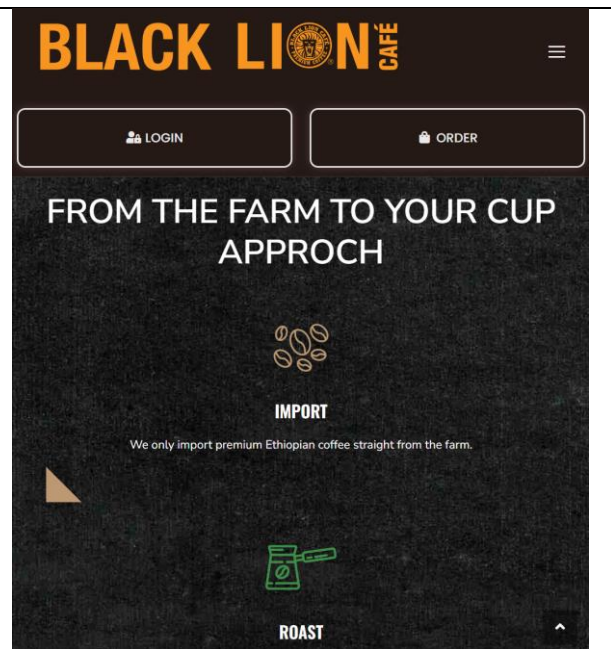 BLACK LION CAFÉ
LOGIN
ORDER
FROM THE FARM TO YOUR CUP
APPROCH
IMPORT
We only import premium Ethiopian coffee straight from the farm.
ROAST